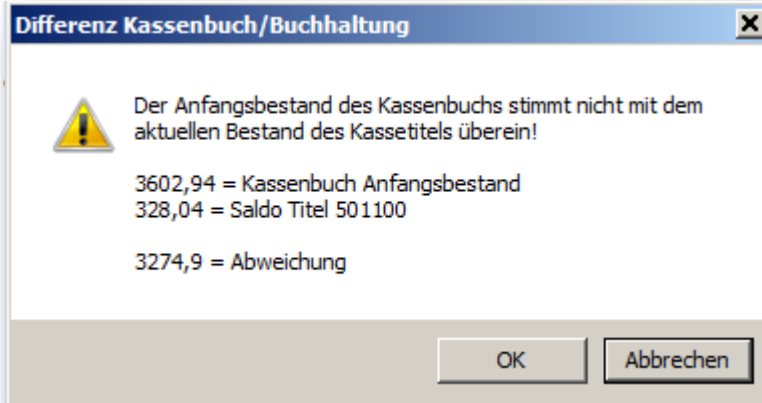 Differenz Kassenbuch/Buchhaltung
Der Anfangsbestand des Kassenbuchs stimmt nicht mit dem
aktuellen Bestand des Kassetitels überein!
3602,94 = Kassenbuch Anfangsbestand
328,04 = Saldo Titel 501100
3274,9 = Abweichung
OK
Abbrechen